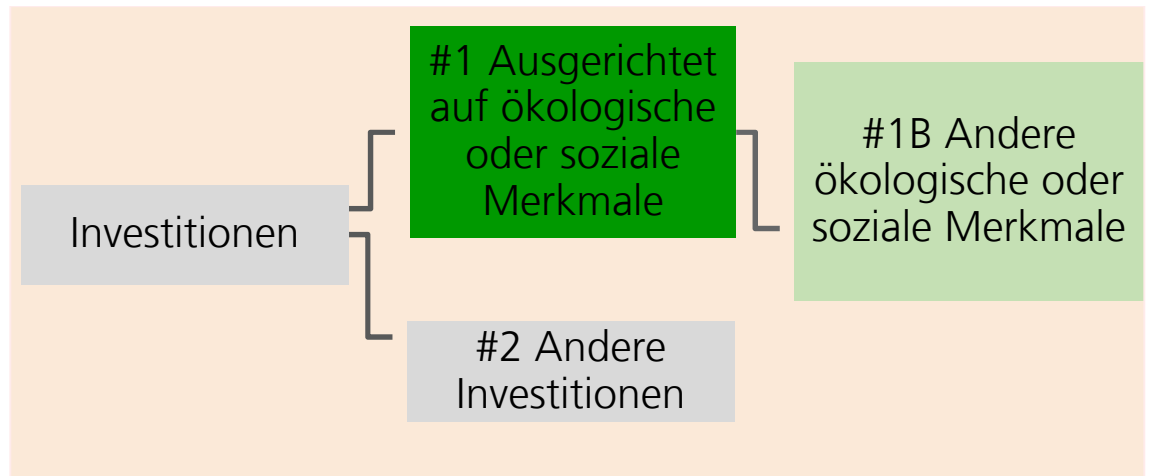 Investitionen
#1 Ausgerichtet
auf ökologische
oder soziale
Merkmale
#1B Andere
ökologische oder
soziale Merkmale
#2 Andere
Investitionen